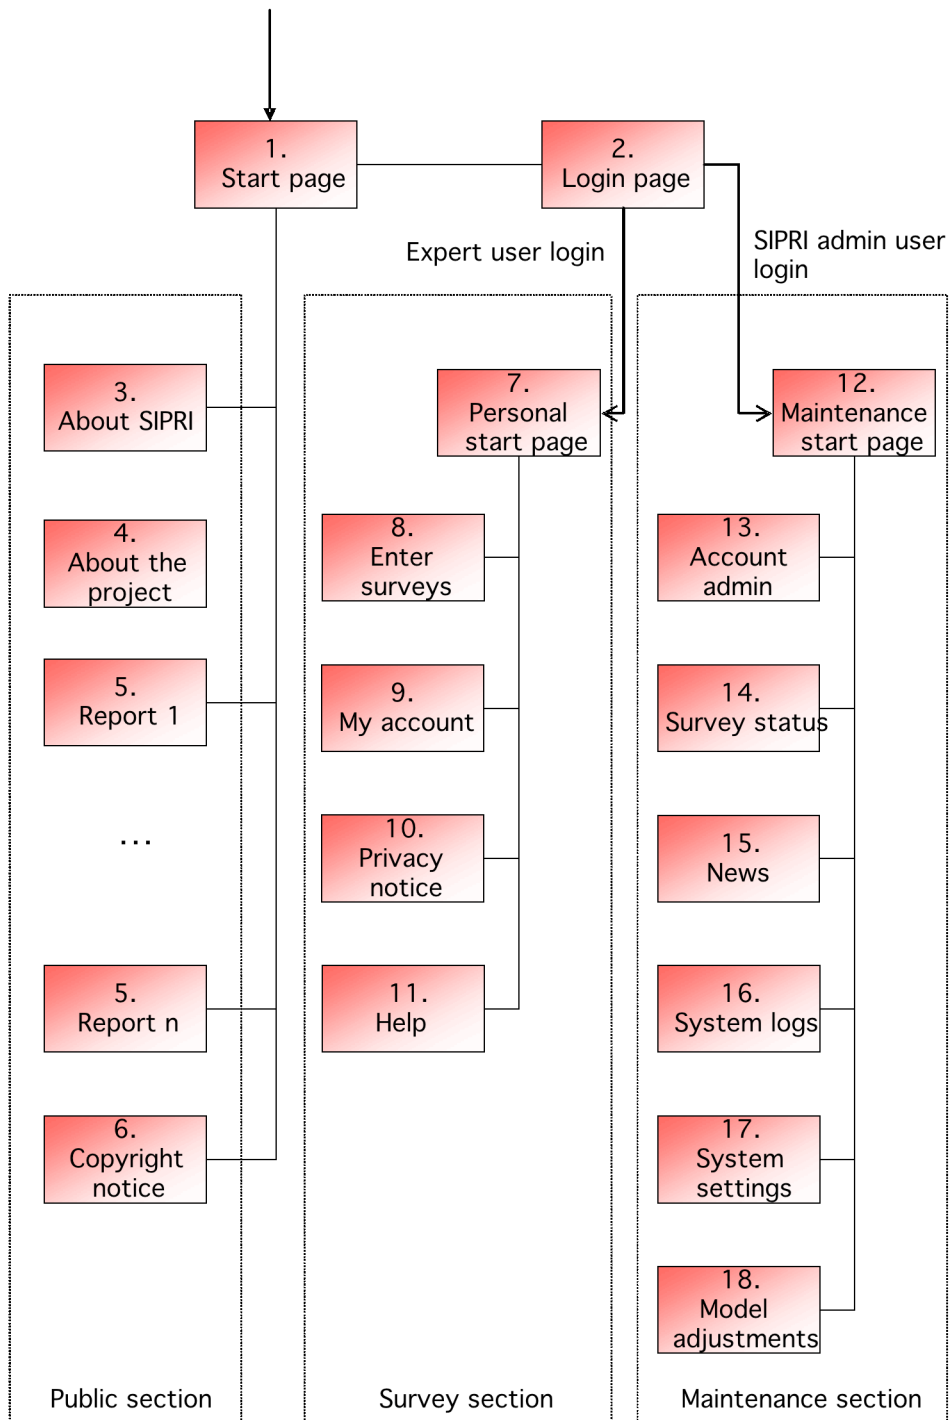 1.
Start page
2.
Login page
Expert user login
SIPRI admin user
login
3.
About SIPRI
4.
About the
project
5.
Report 1
...
5.
Report n
6.
Copyright
notice
Public section
7.
Personal
start page
8.
Enter
surveys
9.
My account
10.
Privacy
notice
11.
Help
Survey section
12.
Maintenance
start page
13.
Account
admin
14.
Survey status
15.
News
16.
System logs
17.
System
settings
18.
Model
adjustments
Maintenance section